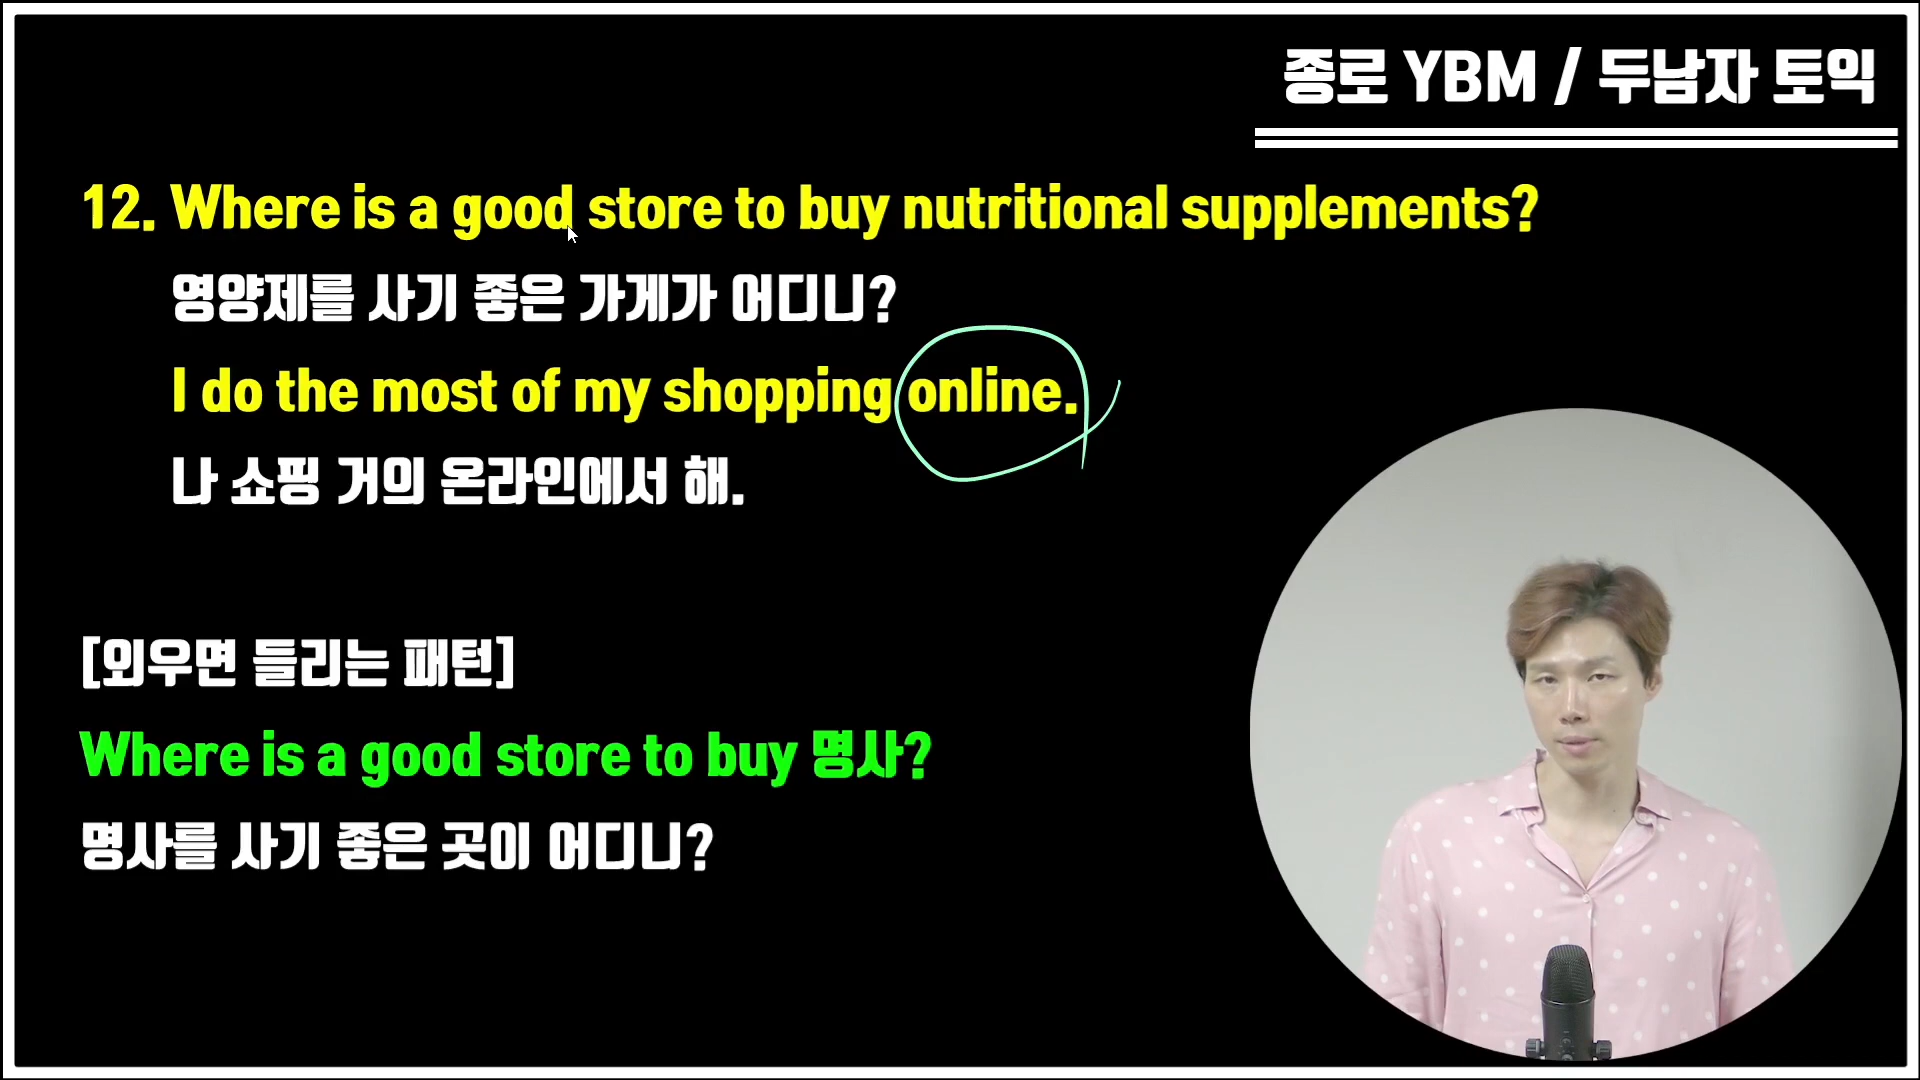 종로 YBM / 두남자 토익
12. Where is a good store to buy nutritional supplements?
영양제를 사기 좋은 가게가 어디니?
I do the most of my shopping online.
나 쇼핑 거의 온라인에서 해.
[외우면 들리는 패턴]
Where is a good store to buy 명사?
명사를 사기 좋은 곳이 어디니?